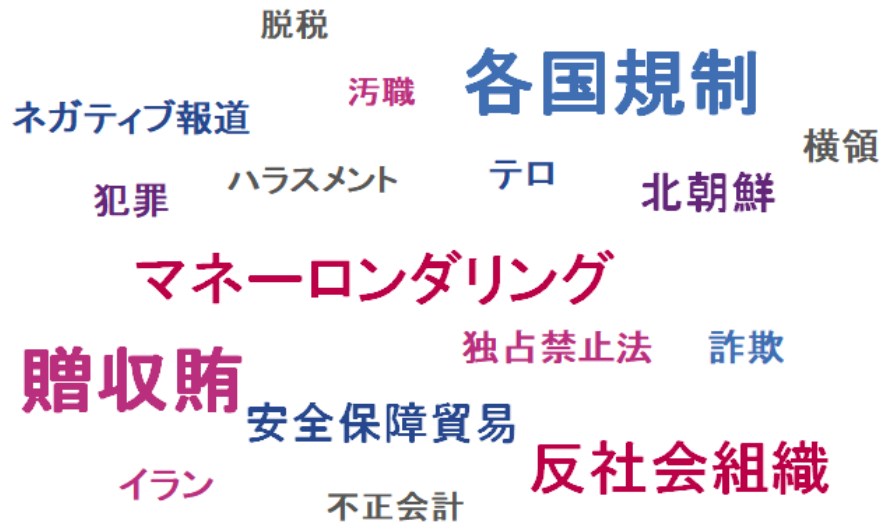 脱税
各国規制
汚職
ネガティブ報道
横領
ハラスメント
テロ
犯罪
北朝鮮
マネーロンダリング
独占禁止法
詐欺
贈収賄
安全保障貿易
反社会組織
イラン
不正会計